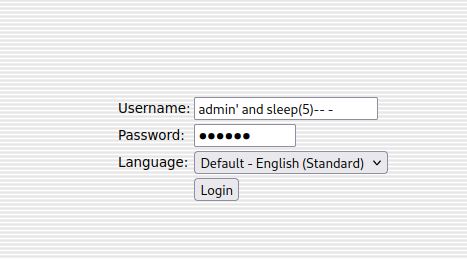 Username: admin' and sleep(5)-- -
Password: ●●●●●●
Language: Default - English (Standard)
Login